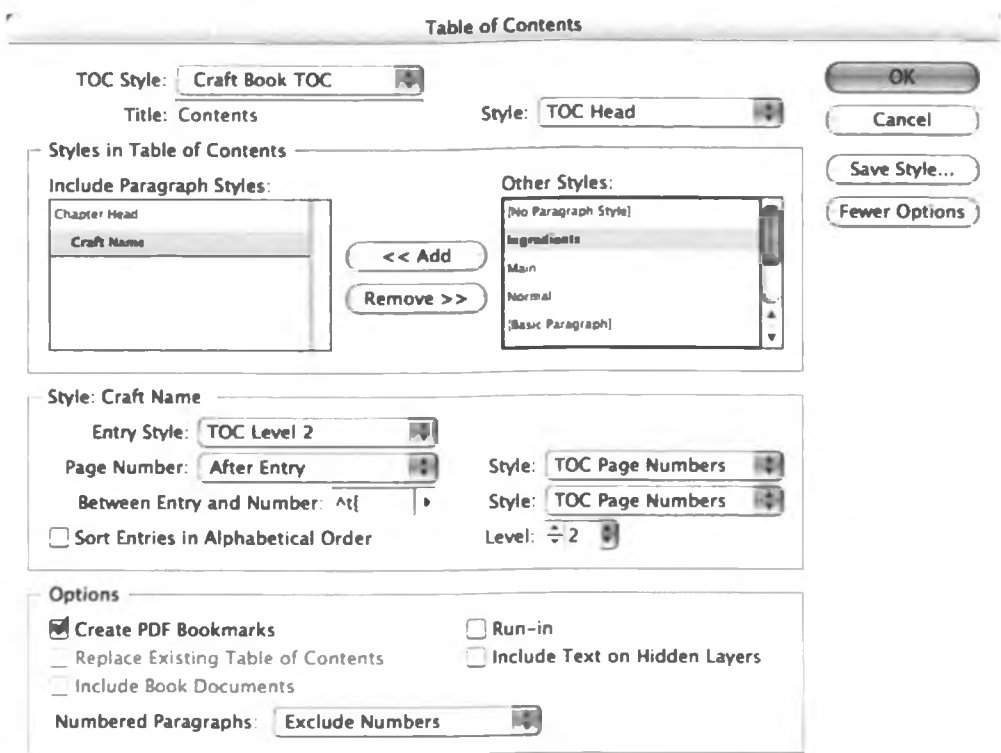 Table of Contents
TOC Style: Craft Book TOC
OK
Title: Contents
Style: TOC Head
Cancel
Styles in Table of Contents
Save Style...
Include Paragraph Styles:
Other Styles:
Fewer Options
Chapter Head
Craft Name
<< Add
Remove >>
[No Paragraph Style]
Ingredients
Main
Normal
[Basic Paragraph]
Style: Craft Name
Entry Style: TOC Level 2
Page Number: After Entry
Style: TOC Page Numbers
Between Entry and Number: ^t{
Style: TOC Page Numbers
Sort Entries in Alphabetical Order
Level: 2
Options
Create PDF Bookmarks
Run-in
Replace Existing Table of Contents
Include Text on Hidden Layers
Include Book Documents
Numbered Paragraphs: Exclude Numbers